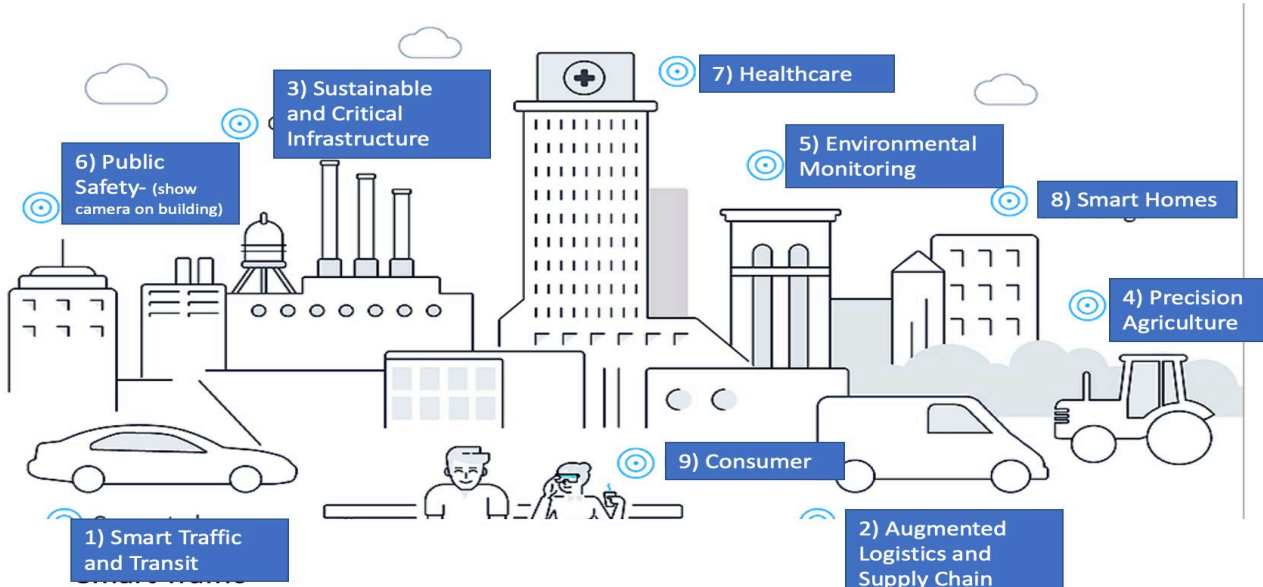 7) Healthcare
3) Sustainable
and Critical
Infrastructure
5) Environmental
Monitoring
6) Public
Safety- (show
camera on building)
8) Smart Homes
4) Precision
Agriculture
9) Consumer
1) Smart Traffic
and Transit
2) Augmented
Logistics and
Supply Chain